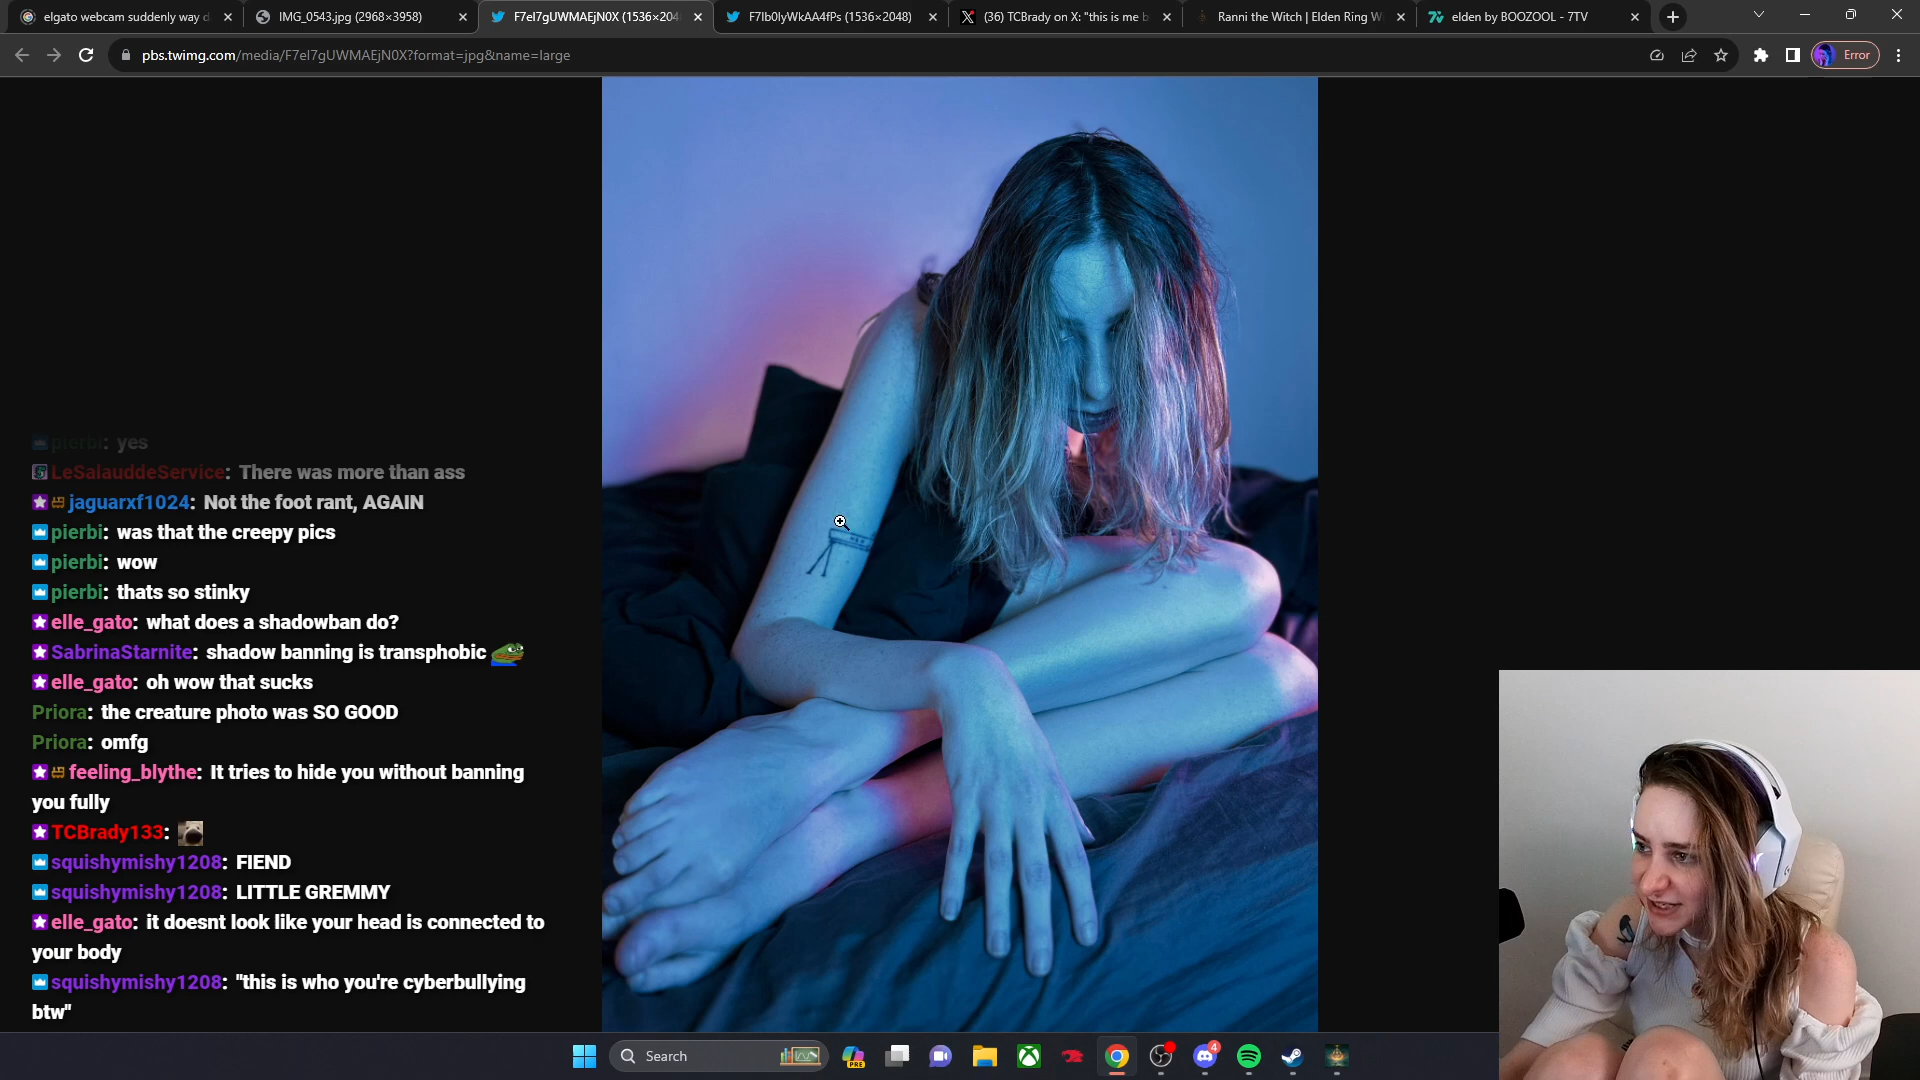 elgato webcam suddenly way d
IMG_0543.jpg (2968×3958)
F7el7gUWMAEjN0X (1536×204
F7Ib0lyWkAA4fPs (1536×2048)
(36) TCBrady on X: "this is me b
Ranni the Witch | Elden Ring W
elden by BOOZOOL - 7TV
pbs.twimg.com/media/F7el7gUWMAEjN0X?format=jpg&name=large
Error
pierbi: yes
LeSalauddeService: There was more than ass
jaguarxf1024: Not the foot rant, AGAIN
pierbi: was that the creepy pics
pierbi: wow
pierbi: thats so stinky
elle_gato: what does a shadowban do?
SabrinaStarnite: shadow banning is transphobic
elle_gato: oh wow that sucks
Priora: the creature photo was SO GOOD
Priora: omfg
feeling_blythe: It tries to hide you without banning
you fully
TCBrady133:
squishymishy1208: FIEND
squishymishy1208: LITTLE GREMMY
elle_gato: it doesnt look like your head is connected to
your body
squishymishy1208: "this is who you're cyberbullying
btw"
Search
PRE
4